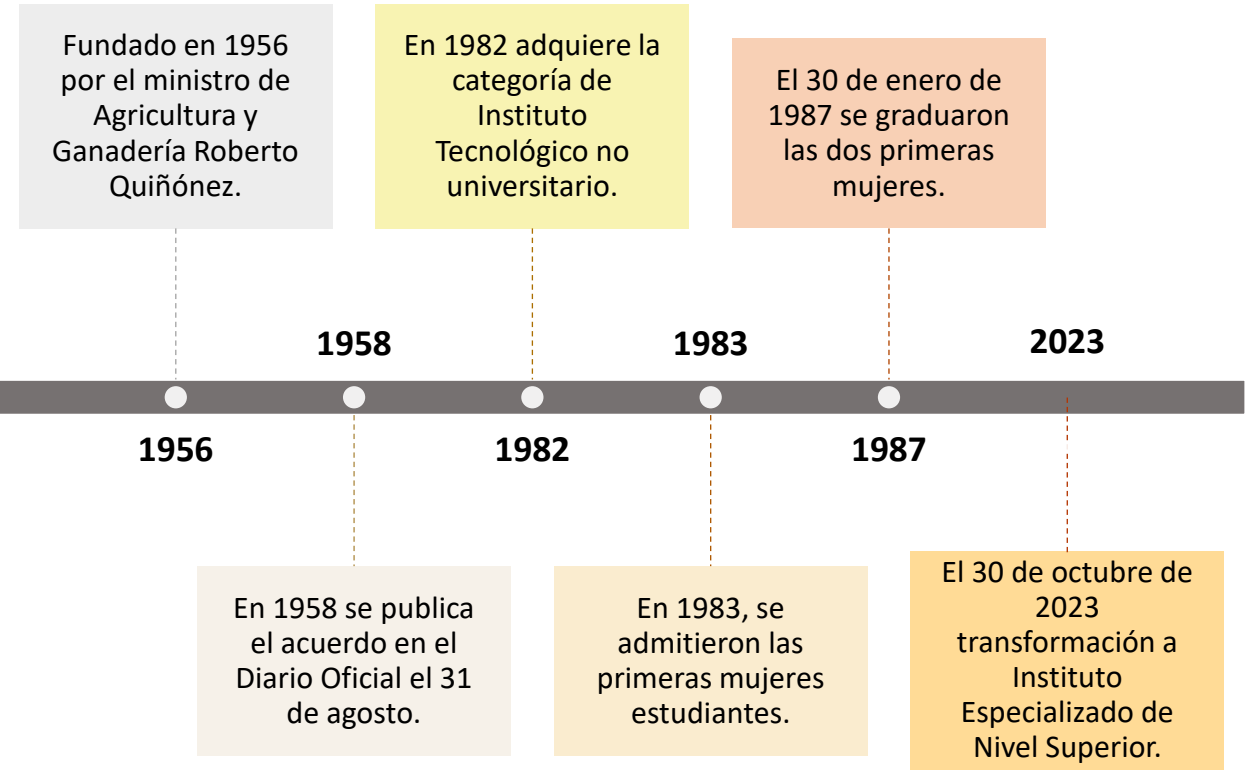 Fundado en 1956
por el ministro de
Agricultura y
Ganadería Roberto
Quiñónez.
En 1982 adquiere la
categoría de
Instituto
Tecnológico no
universitario.
El 30 de enero de
1987 se graduaron
las dos primeras
mujeres.
1958
1983
2023
1956
1982
1987
En 1958 se publica
el acuerdo en el
Diario Oficial el 31
de agosto.
En 1983, se
admitieron las
primeras mujeres
estudiantes.
El 30 de octubre de
2023
transformación a
Instituto
Especializado de
Nivel Superior.